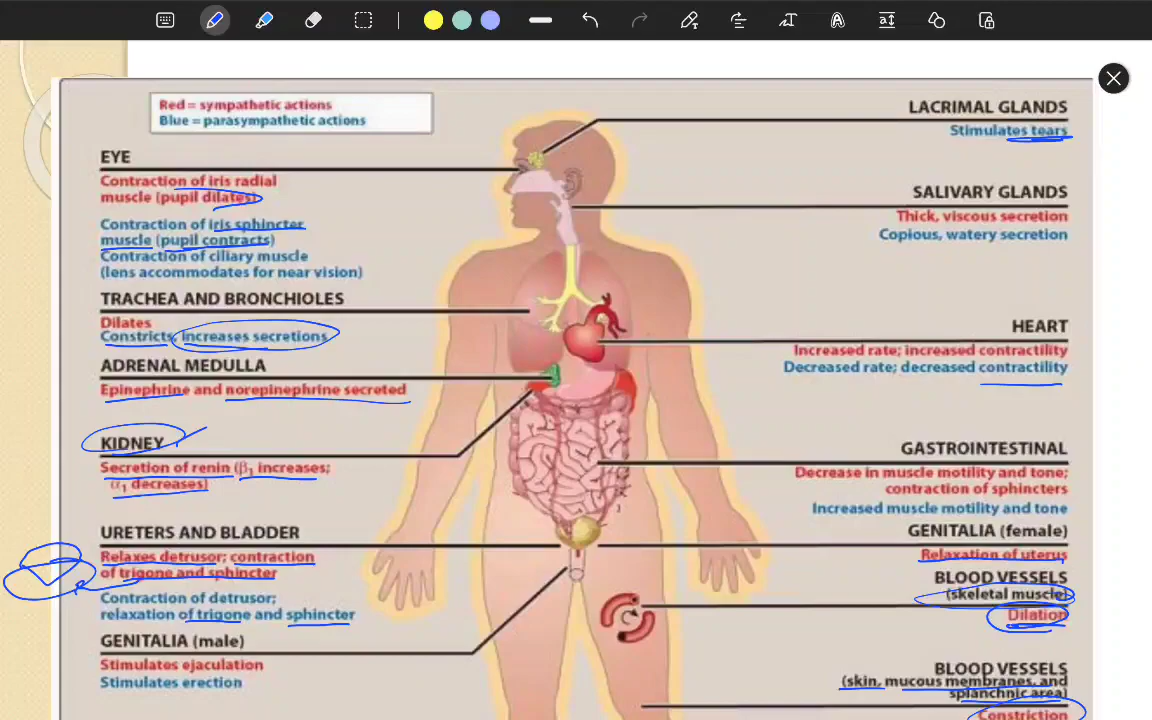 Red = sympathetic actions
Blue = parasympathetic actions
EYE
Contraction of iris radial
muscle (pupil dilates)
Contraction of iris sphincter
muscle (pupil contracts)
Contraction of ciliary muscle
(lens accommodates for near vision)
TRACHEA AND BRONCHIOLES
Dilates
Constricts, increases secretions
ADRENAL MEDULLA
Epinephrine and norepinephrine secreted
KIDNEY
Secretion of renin (β1 increases;
α1 decreases)
URETERS AND BLADDER
Relaxes detrusor; contraction
of trigone and sphincter
Contraction of detrusor;
relaxation of trigone and sphincter
GENITALIA (male)
Stimulates ejaculation
Stimulates erection
LACRIMAL GLANDS
Stimulates tears
SALIVARY GLANDS
Thick, viscous secretion
Copious, watery secretion
HEART
Increased rate; increased contractility
Decreased rate; decreased contractility
GASTROINTESTINAL
Decrease in muscle motility and tone;
contraction of sphincters
Increased muscle motility and tone
GENITALIA (female)
Relaxation of uterus
BLOOD VESSELS
(skeletal muscle)
Dilation
BLOOD VESSELS
(skin, mucous membranes, and
splanchnic area)
Constriction